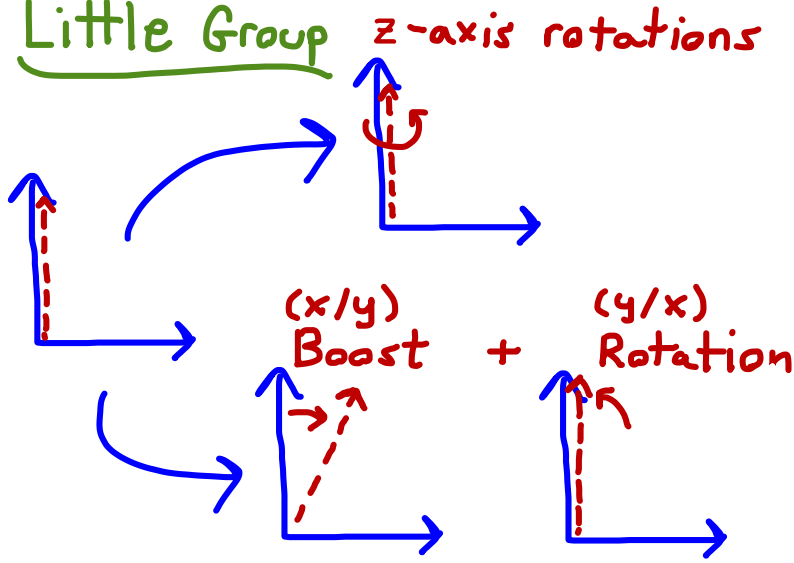 Little Group
z-axis rotations
(x/y)
Boost
+
(y/x)
Rotation